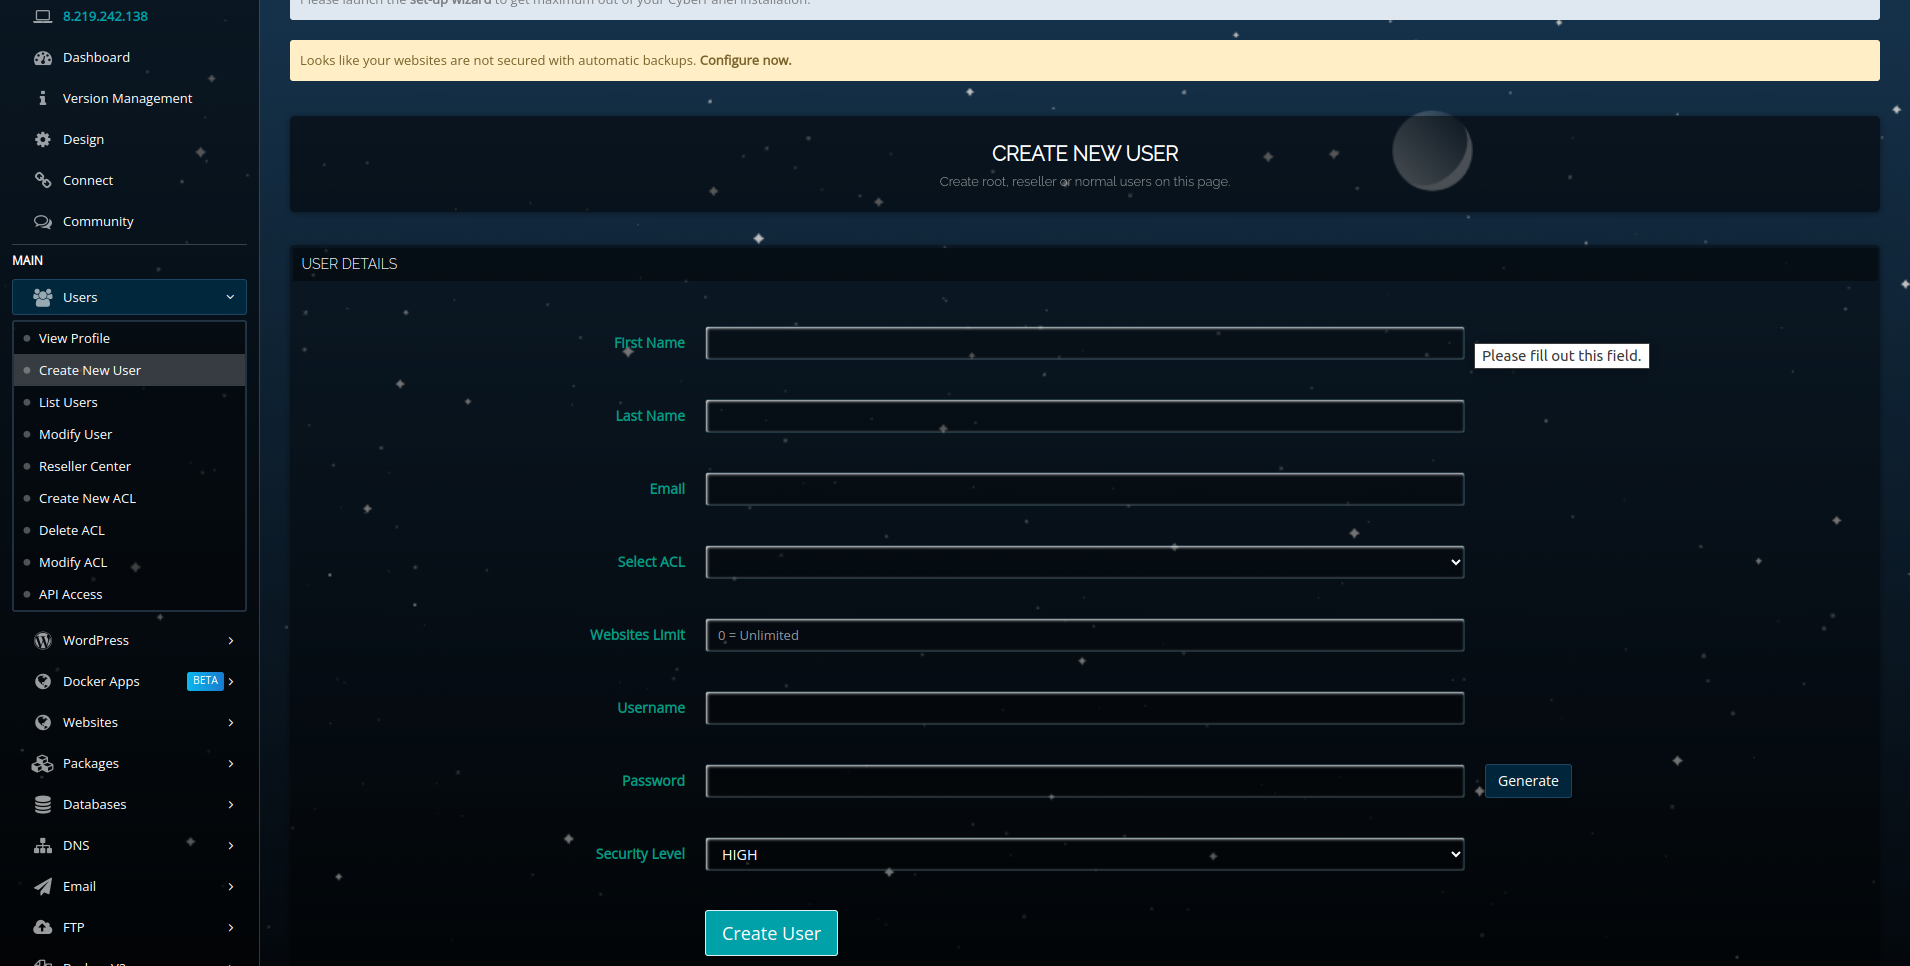 8.219.242.138
Dashboard
Version Management
Design
Connect
Community
MAIN
Users
View Profile
Create New User
List Users
Modify User
Reseller Center
Create New ACL
Delete ACL
Modify ACL
API Access
WordPress
Docker Apps BETA
Websites
Packages
Databases
DNS
Email
FTP
Please launch the set-up wizard to get maximum out of your CyberPanel installation.
Looks like your websites are not secured with automatic backups. Configure now.
CREATE NEW USER
Create root, reseller or normal users on this page.
USER DETAILS
First Name
Please fill out this field.
Last Name
Email
Select ACL
Websites Limit 0 = Unlimited
Username
Password Generate
Security Level HIGH
Create User